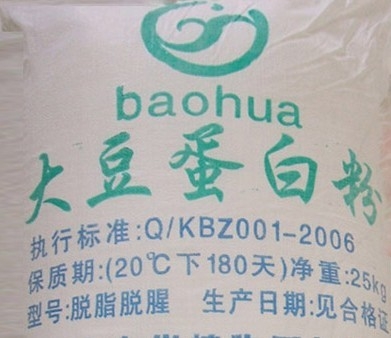 baohua
大豆蛋白粉
执行标准:Q/KBZ001-2006
保质期:(20℃下180天)净重:25kg
型号:脱脂脱腥 生产日期:见合格证